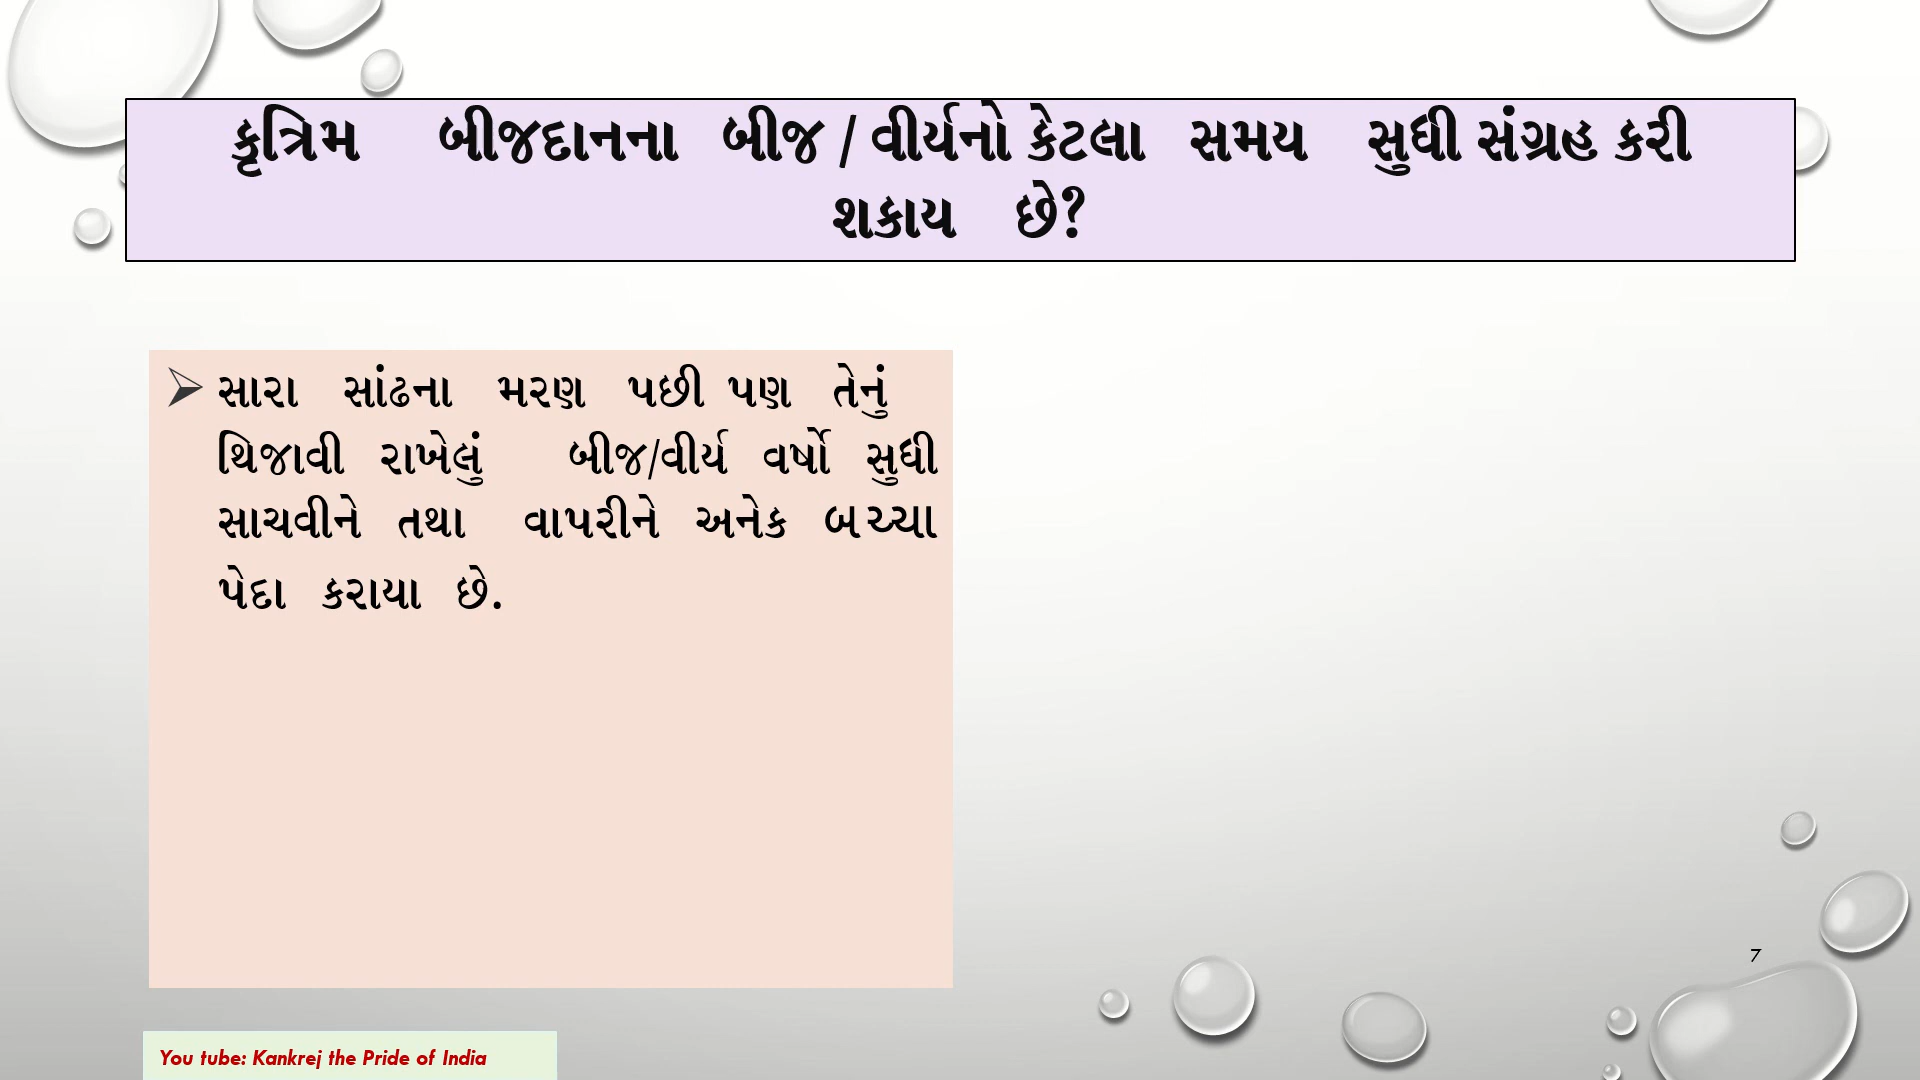 કૃત્રિમ બીજદાનના બીજ / વીર્યનો કેટલા સમય સુધી સંગ્રહ કરી
શકાય છે?
સારા સાંઢના મરણ પછી પણ તેનું
થિજાવી રાખેલું બીજ/વીર્ય વર્ષો સુધી
સાચવીને તથા વાપરીને અનેક બચ્ચા
પેદા કરાયા છે.
7
You tube: Kankrej the Pride of India